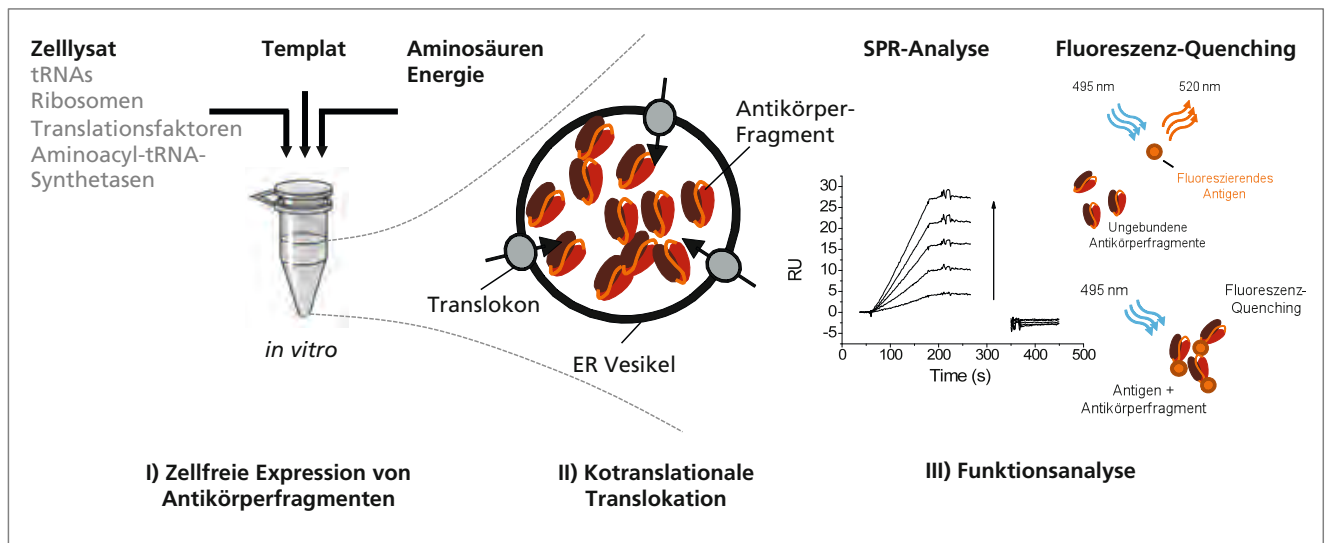 Zelllysat
tRNAs
Ribosomen
Translationsfaktoren
Aminoacyl-tRNA-
Synthetasen
Templat
Aminosäuren
Energie
in vitro
Antikörper-
Fragment
Translokon
ER Vesikel
SPR-Analyse
RU
30
25
20
15
10
5
0
-5
0
100
200
300
400
500
Time (s)
Fluoreszenz-Quenching
495 nm
520 nm
Fluoreszierendes
Antigen
Ungebundene
Antikörperfragmente
495 nm
Fluoreszenz-
Quenching
Antigen +
Antikörperfragment
I) Zellfreie Expression von
Antikörperfragmenten
II) Kotranslationale
Translokation
III) Funktionsanalyse